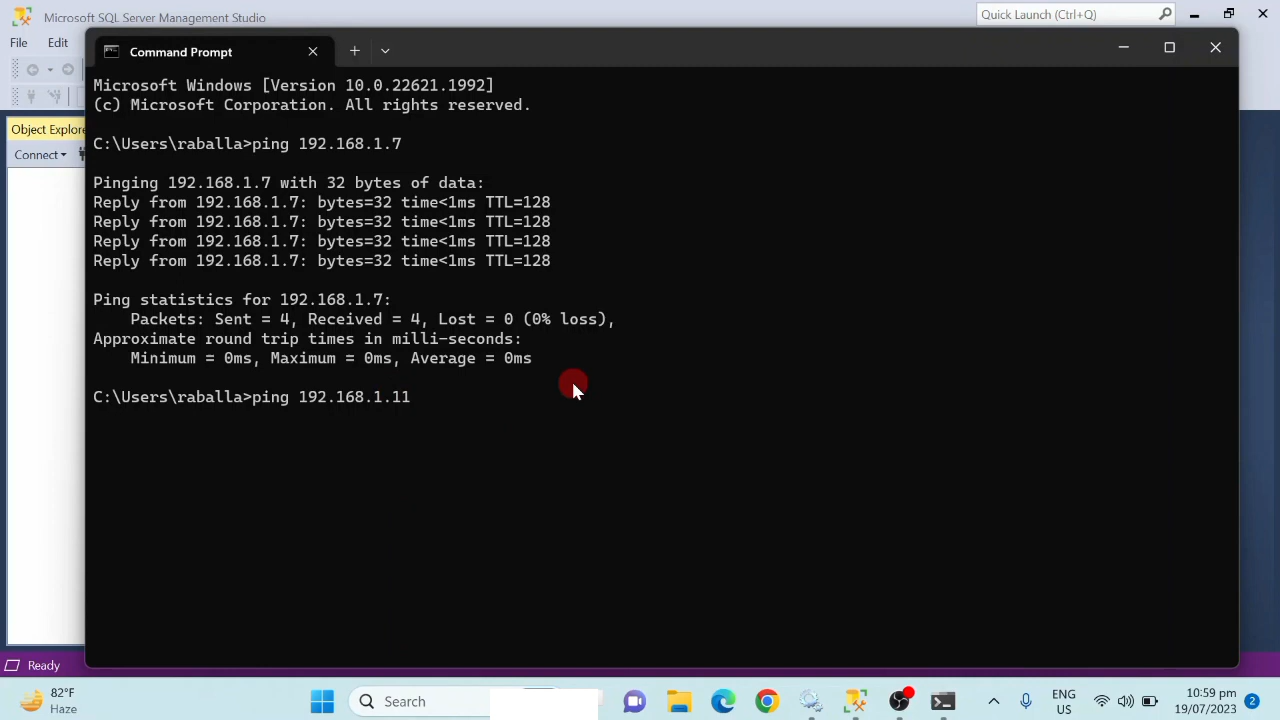 Microsoft SQL Server Management Studio
Quick Launch (Ctrl+Q)
File Edit
Command Prompt
Object Explore
Connect
Microsoft Windows [Version 10.0.22621.1992]
(c) Microsoft Corporation. All rights reserved.
C:\Users\raballa>ping 192.168.1.7
Pinging 192.168.1.7 with 32 bytes of data:
Reply from 192.168.1.7: bytes=32 time<1ms TTL=128
Reply from 192.168.1.7: bytes=32 time<1ms TTL=128
Reply from 192.168.1.7: bytes=32 time<1ms TTL=128
Reply from 192.168.1.7: bytes=32 time<1ms TTL=128
Ping statistics for 192.168.1.7:
Packets: Sent = 4, Received = 4, Lost = 0 (0% loss),
Approximate round trip times in milli-seconds:
Minimum = 0ms, Maximum = 0ms, Average = 0ms
C:\Users\raballa>ping 192.168.1.11
Ready
82°F
Haze
Search
ENG
US
10:59 pm
19/07/2023
2